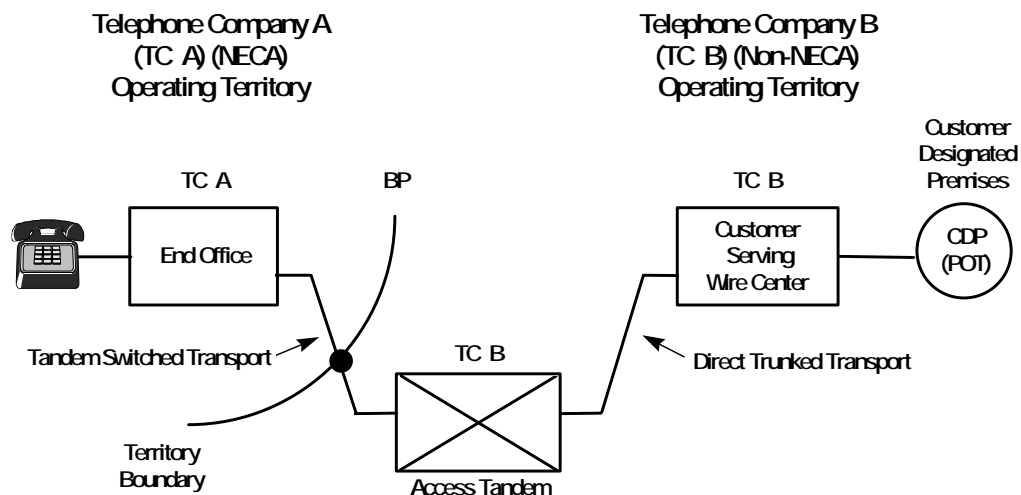 Telephone Company A
(TC A) (NECA)
Operating Territory
Telephone Company B
(TC B) (Non-NECA)
Operating Territory
Customer
Designated
Premises
TC A
BP
TC B
End Office
Customer
Serving
Wire Center
CDP
(POT)
Tandem Switched Transport
TC B
Direct Trunked Transport
Territory
Boundary
Access Tandem